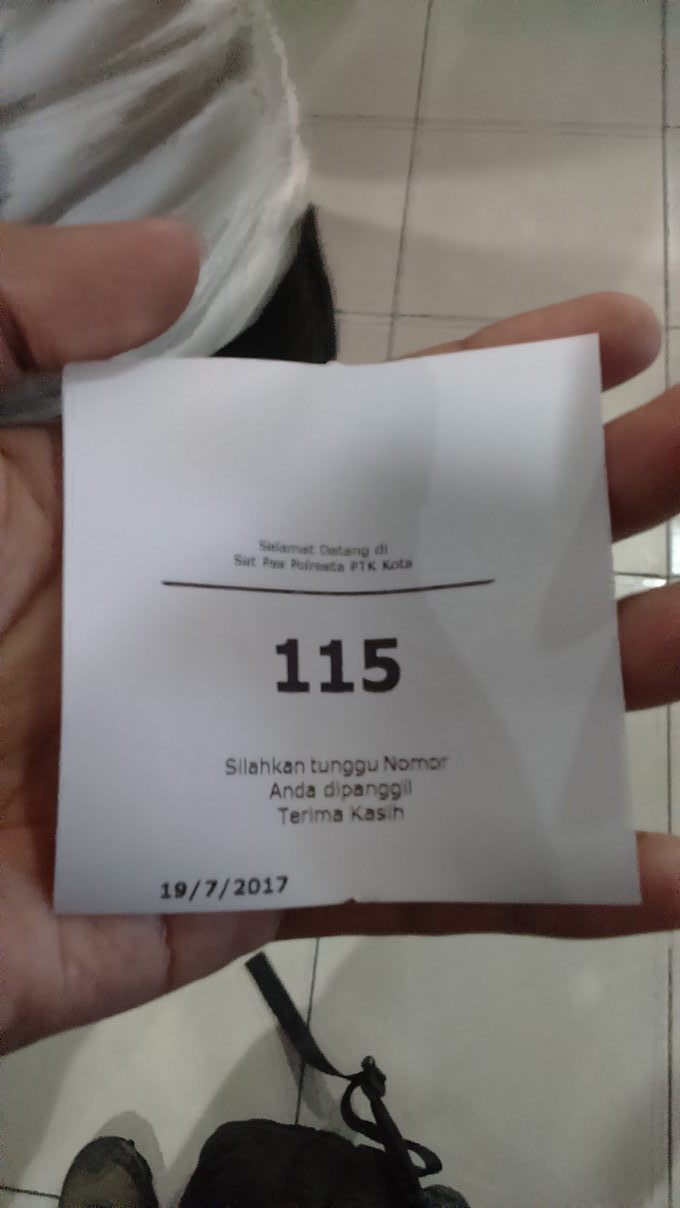 Selamat Datang di
Sat Pas Polresta PTK Kota
115
Silahkan tunggu Nomor
Anda dipanggil
Terima Kasih
19/7/2017